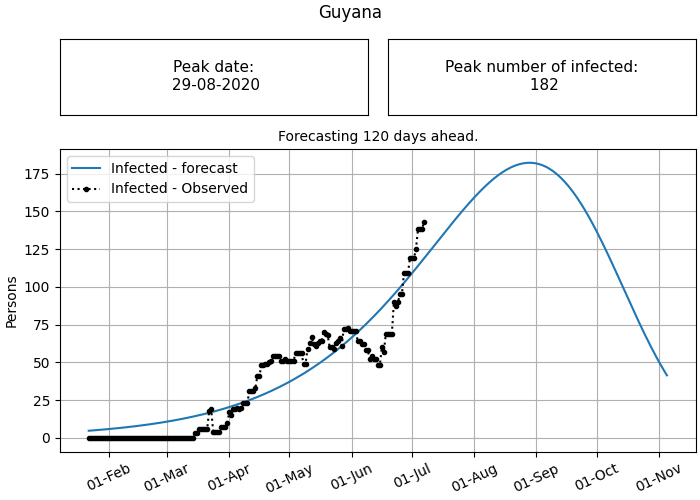 Guyana
Peak date:
29-08-2020
Peak number of infected:
182
Forecasting 120 days ahead.
Infected - forecast
Infected - Observed
175
150
125
100
75
50
25
0
Persons
01-Feb
01-Mar
01-Apr
01-May
01-Jun
01-Jul
01-Aug
01-Sep
01-Oct
01-Nov